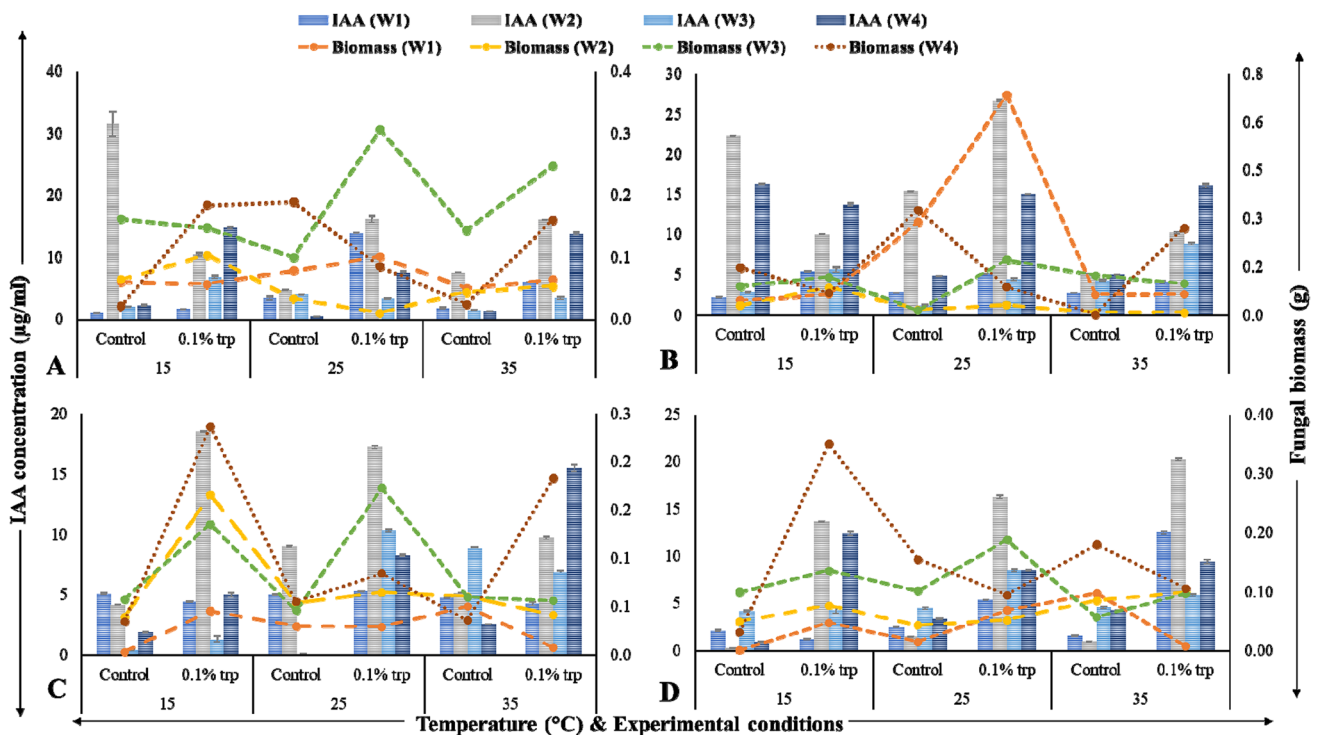 IAA (W1) IAA (W2) IAA (W3) IAA (W4)
Biomass (W1) Biomass (W2) Biomass (W3) Biomass (W4)
IAA concentration (µg/ml)
40
30
20
10
0
0.4
0.3
0.3
0.2
0.2
0.1
0.1
0.0
Control 0.1% trp Control 0.1% trp Control 0.1% trp
15 25 35
A
30
25
20
15
10
5
0
0.8
0.6
0.5
0.3
0.2
0.0
Control 0.1% trp Control 0.1% trp Control 0.1% trp
15 25 35
B
Fungal biomass (g)
20
15
10
5
0
0.3
0.2
0.2
0.1
0.1
0.0
Control 0.1% trp Control 0.1% trp Control 0.1% trp
15 25 35
C
25
20
15
10
5
0
0.40
0.30
0.20
0.10
0.00
Control 0.1% trp Control 0.1% trp Control 0.1% trp
15 25 35
D
Temperature (°C) & Experimental conditions